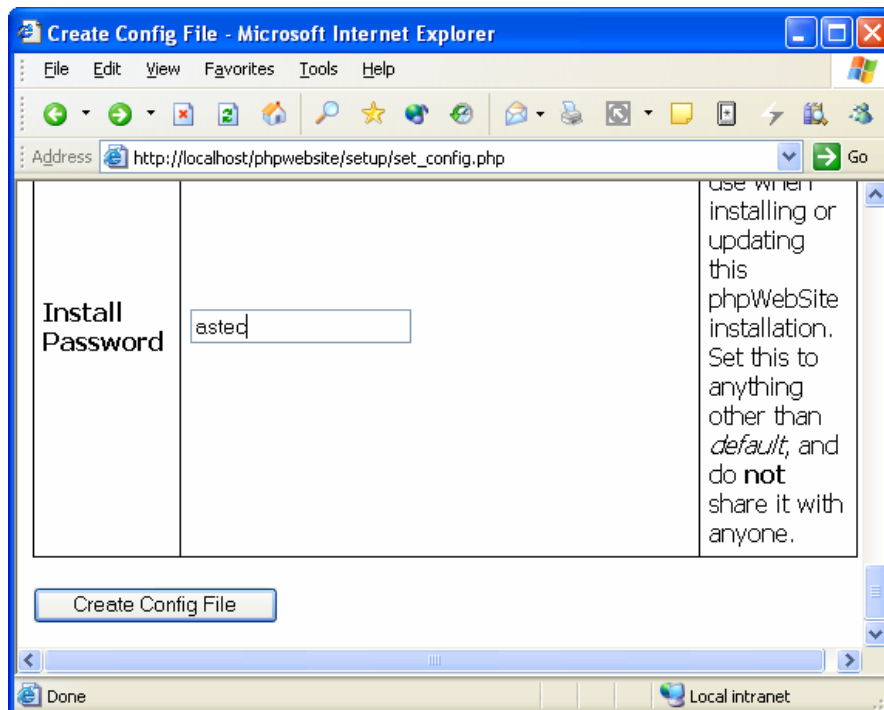 Create Config File - Microsoft Internet Explorer
File Edit View Favorites Tools Help
Address http://localhost/phpwebsite/setup/set_config.php Go
use when
installing or
updating
this
phpWebSite
installation.
Set this to
anything
other than
default, and
do not
share it with
anyone.
Install
Password
astec
Create Config File
Done Local intranet